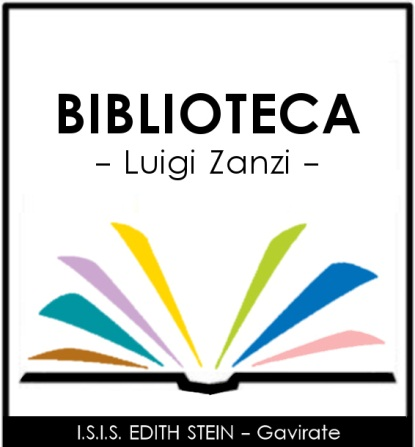 BIBLIOTECA
– Luigi Zanzi –
I.S.I.S. EDITH STEIN – Gavirate